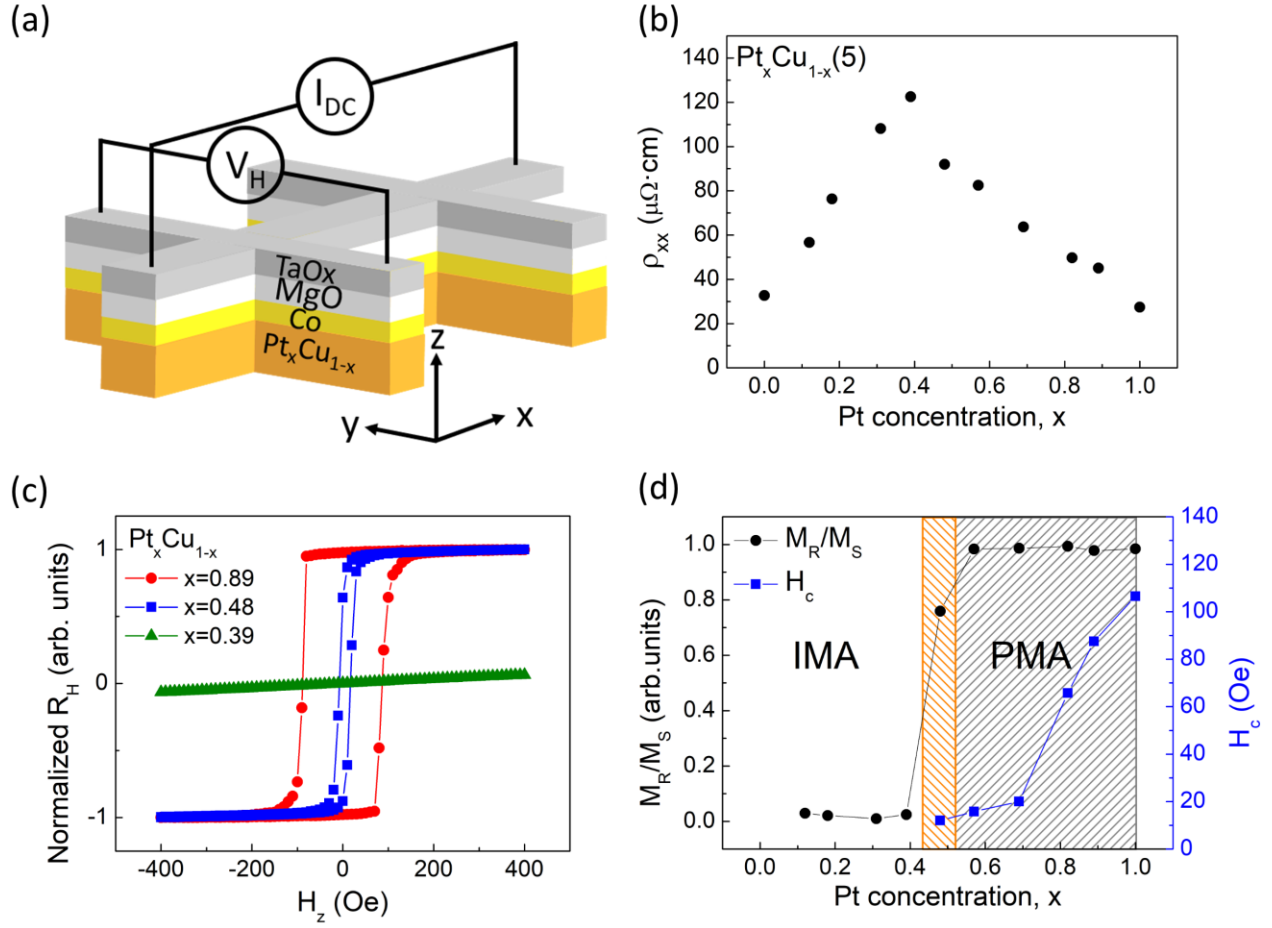 (a)
I_DC
V_H
TaOx
MgO
Co
Pt_xCu_1-x
z
x
y
(b)
Pt_xCu_1-x(5)
140
120
100
80
60
40
20
0
ρ_xx (μΩ·cm)
0.0 0.2 0.4 0.6 0.8 1.0
Pt concentration, x
(c)
Pt_xCu_1-x
x=0.89
x=0.48
x=0.39
1
0
-1
Normalized R_H (arb. units)
-400 -200 0 200 400
H_z (Oe)
(d)
M_R/M_S
H_c
IMA
PMA
1.0
0.8
0.6
0.4
0.2
0.0
M_R/M_S (arb.units)
140
120
100
80
60
40
20
0
H_c (Oe)
0.0 0.2 0.4 0.6 0.8 1.0
Pt concentration, x